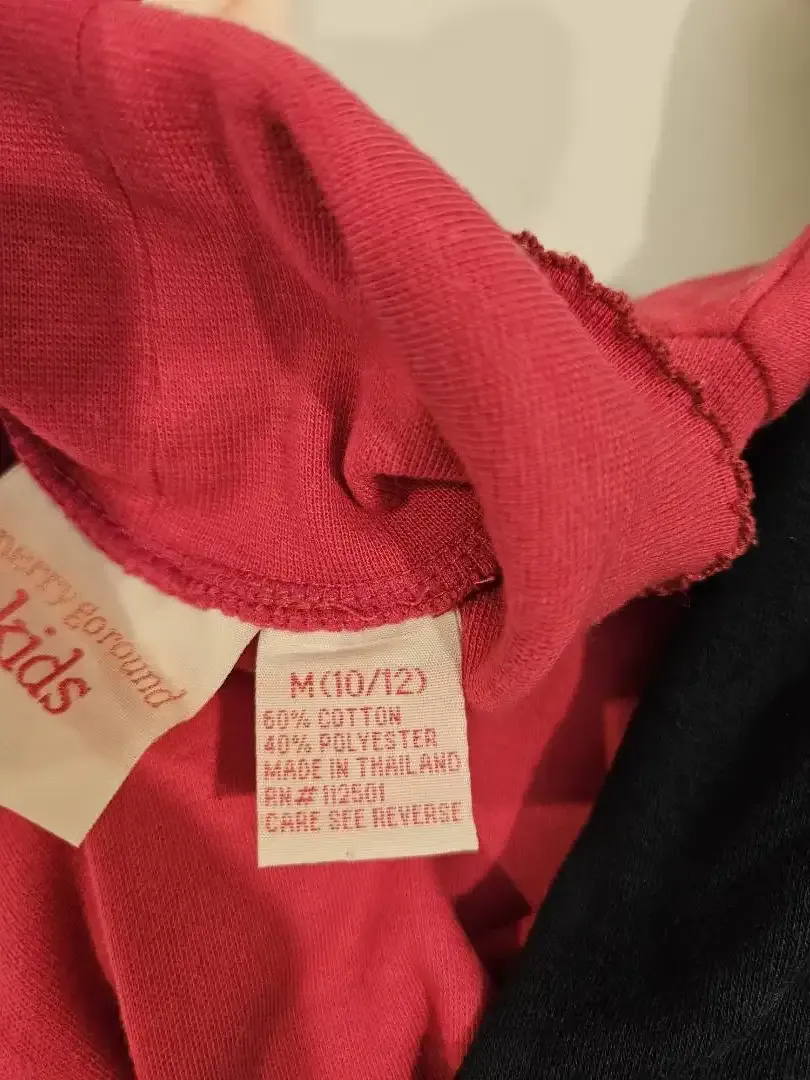 merry goround
kids
M(10/12)
60% COTTON
40% POLYESTER
MADE IN THAILAND
RN# 112501
CARE SEE REVERSE